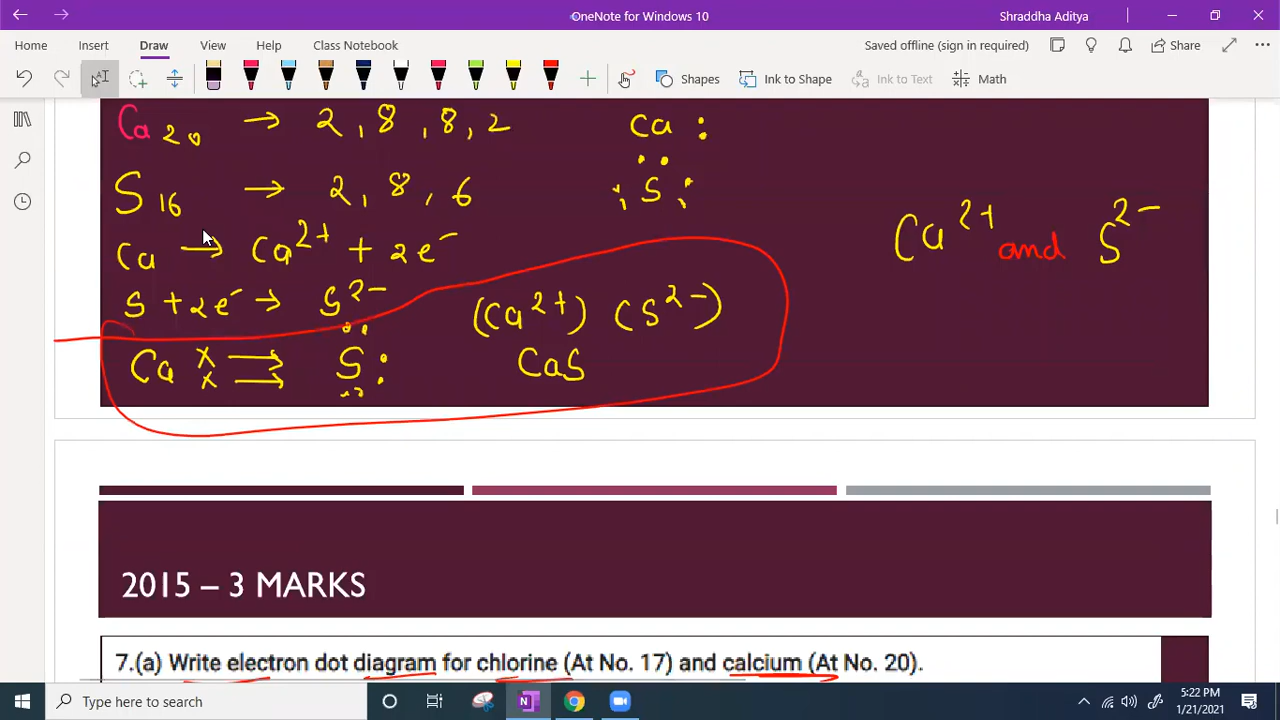 OneNote for Windows 10
Shraddha Aditya
Home Insert Draw View Help Class Notebook
Saved offline (sign in required)
Share
Shapes
Ink to Shape
Ink to Text
Math
Ca 20 → 2, 8, 8, 2
Ca :
S 16 → 2, 8, 6
S
Ca → Ca2+ + 2e-
Ca2+ and S2-
S + 2e- → S2-
(Ca2+) (S2-)
Ca x x S :
CaS
2015 – 3 MARKS
7.(a) Write electron dot diagram for chlorine (At No. 17) and calcium (At No. 20).
Type here to search
5:22 PM
1/21/2021